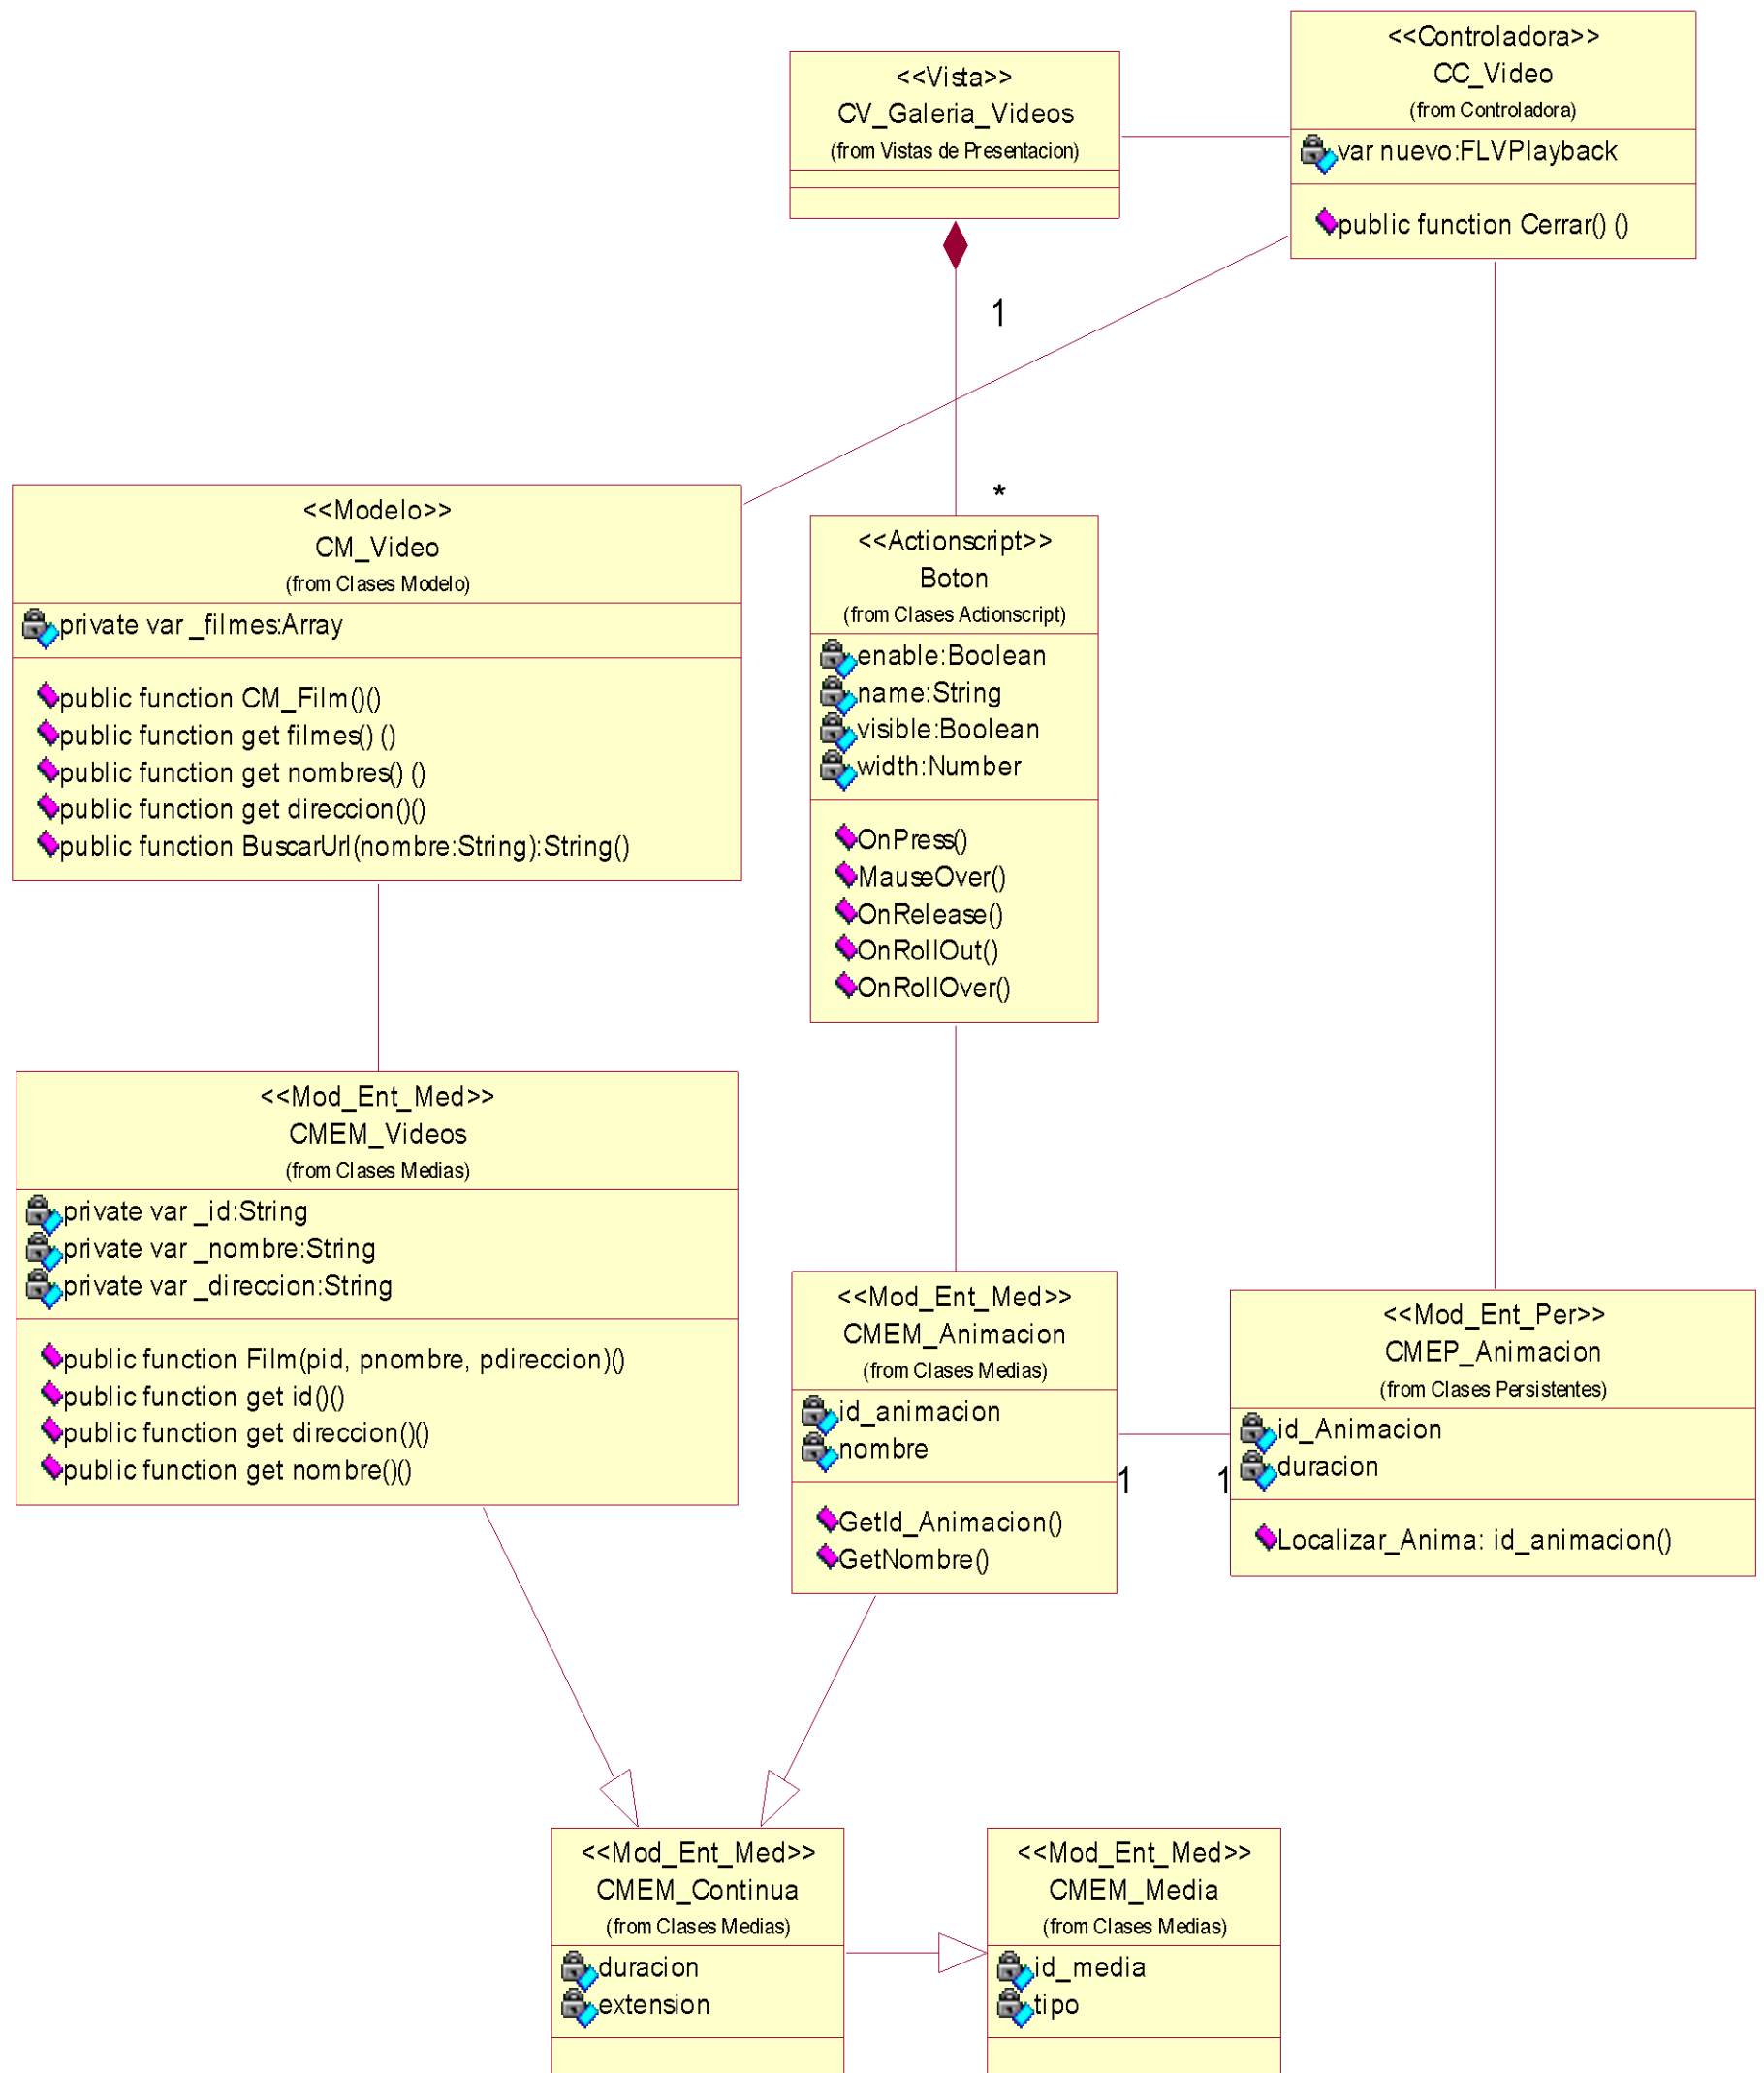 <<Vista>>
CV_Galeria_Videos
(from Vistas de Presentacion)
<<Controladora>>
CC_Video
(from Controladora)
var nuevo:FLVPlayback
public function Cerrar() ()
1
*
<<Modelo>>
CM_Video
(from Clases Modelo)
private var _filmes:Array
public function CM_Film()()
public function get filmes() ()
public function get nombres() ()
public function get direccion()()
public function BuscarUrl(nombre:String):String()
<<Actionscript>>
Boton
(from Clases Actionscript)
enable:Boolean
name:String
visible:Boolean
width:Number
OnPress()
MauseOver()
OnRelease()
OnRollOut()
OnRollOver()
<<Mod_Ent_Med>>
CMEM_Videos
(from Clases Medias)
private var _id:String
private var _nombre:String
private var _direccion:String
public function Film(pid, pnombre, pdireccion)()
public function get id()()
public function get direccion()()
public function get nombre()()
<<Mod_Ent_Med>>
CMEM_Animacion
(from Clases Medias)
id_animacion
nombre
GetId_Animacion()
GetNombre()
1
1
<<Mod_Ent_Per>>
CMEP_Animacion
(from Clases Persistentes)
id_Animacion
duracion
Localizar_Anima: id_animacion()
<<Mod_Ent_Med>>
CMEM_Continua
(from Clases Medias)
duracion
extension
<<Mod_Ent_Med>>
CMEM_Media
(from Clases Medias)
id_media
tipo